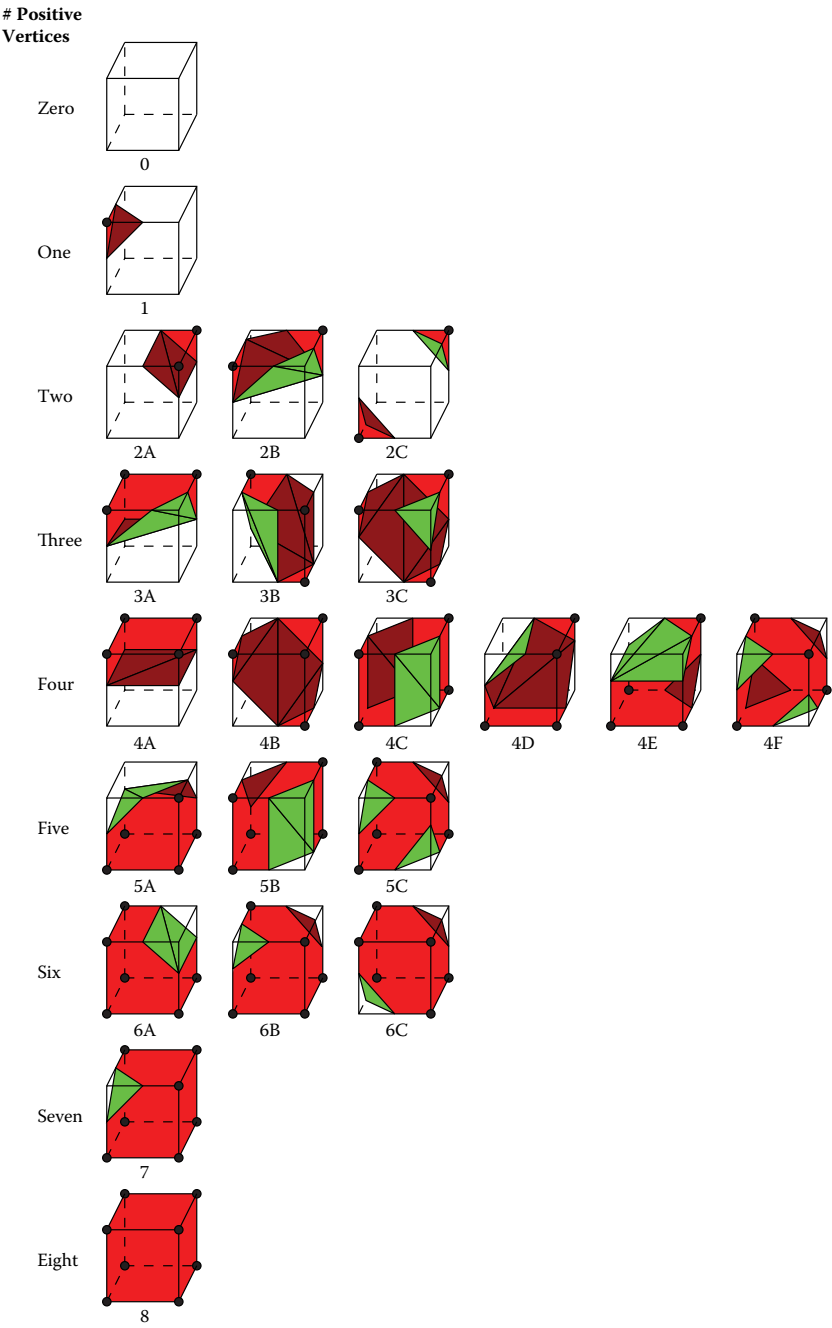 # Positive
Vertices
Zero
0
One
1
Two
2A 2B 2C
Three
3A 3B 3C
Four
4A 4B 4C 4D 4E 4F
Five
5A 5B 5C
Six
6A 6B 6C
Seven
7
Eight
8